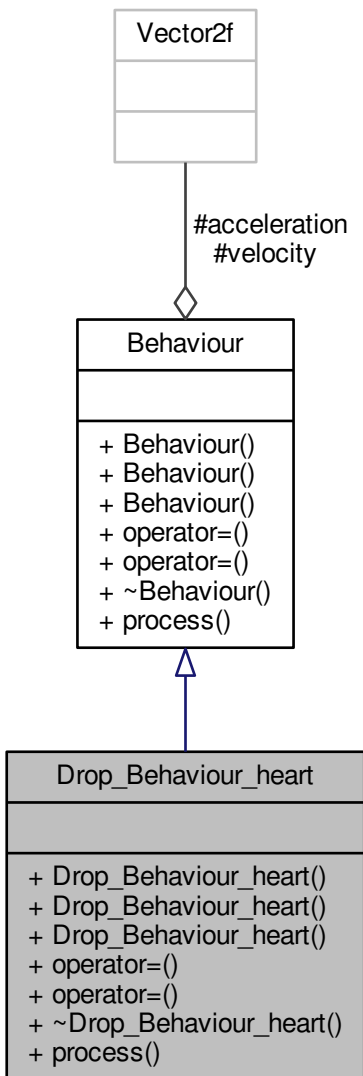 Vector2f
#acceleration
#velocity
Behaviour
+ Behaviour()
+ Behaviour()
+ Behaviour()
+ operator=()
+ operator=()
+ ~Behaviour()
+ process()
Drop_Behaviour_heart
+ Drop_Behaviour_heart()
+ Drop_Behaviour_heart()
+ Drop_Behaviour_heart()
+ operator=()
+ operator=()
+ ~Drop_Behaviour_heart()
+ process()